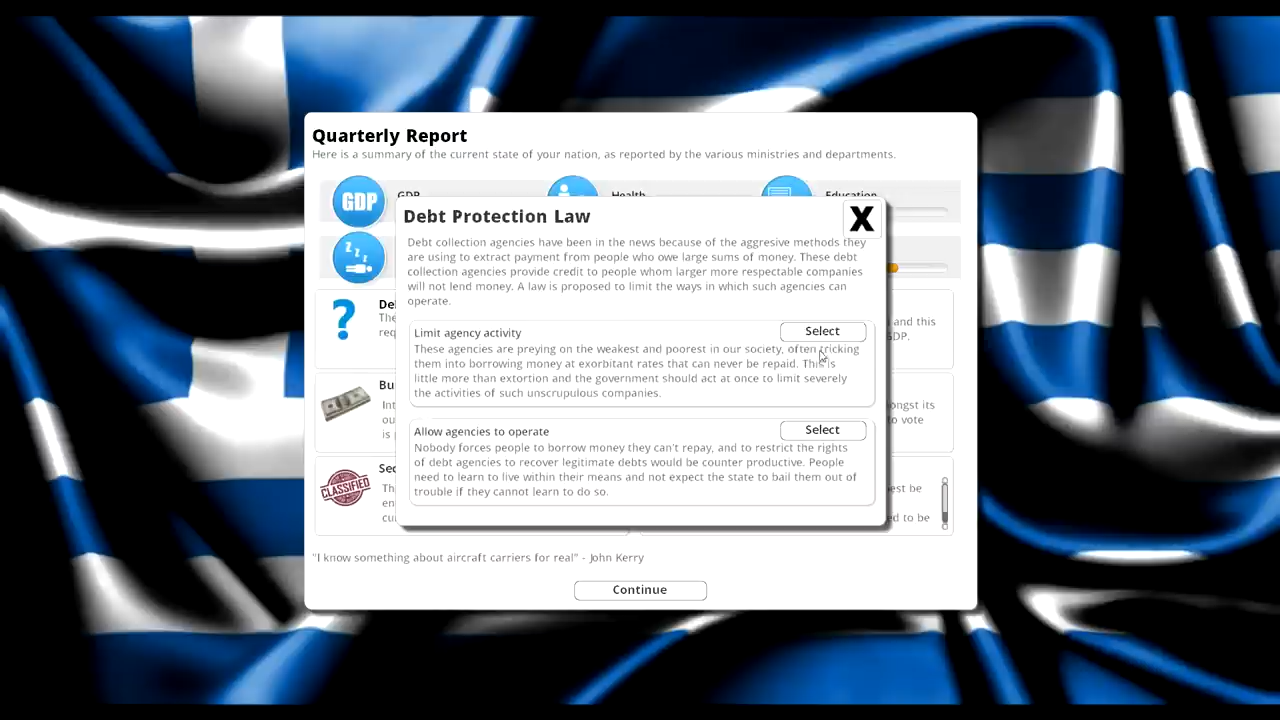 Quarterly Report
Here is a summary of the current state of your nation, as reported by the various ministries and departments.
GDP
GDP
Health
Education
Debt Protection Law
X
Debt collection agencies have been in the news because of the aggresive methods they
are using to extract payment from people who owe large sums of money. These debt
collection agencies provide credit to people whom larger more respectable companies
will not lend money. A law is proposed to limit the ways in which such agencies can
operate.
Limit agency activity
Select
These agencies are preying on the weakest and poorest in our society, often tricking
them into borrowing money at exorbitant rates that can never be repaid. This is
little more than extortion and the government should act at once to limit severely
the activities of such unscrupulous companies.
Allow agencies to operate
Select
Nobody forces people to borrow money they can't repay, and to restrict the rights
of debt agencies to recover legitimate debts would be counter productive. People
need to learn to live within their means and not expect the state to bail them out of
trouble if they cannot learn to do so.
?
The
req
and this
GDP,
Bu
Int
ou
is
to vote
CLASSIFIED
Sec
Th
en
cu
est be
d to be
"I know something about aircraft carriers for real" - John Kerry
Continue